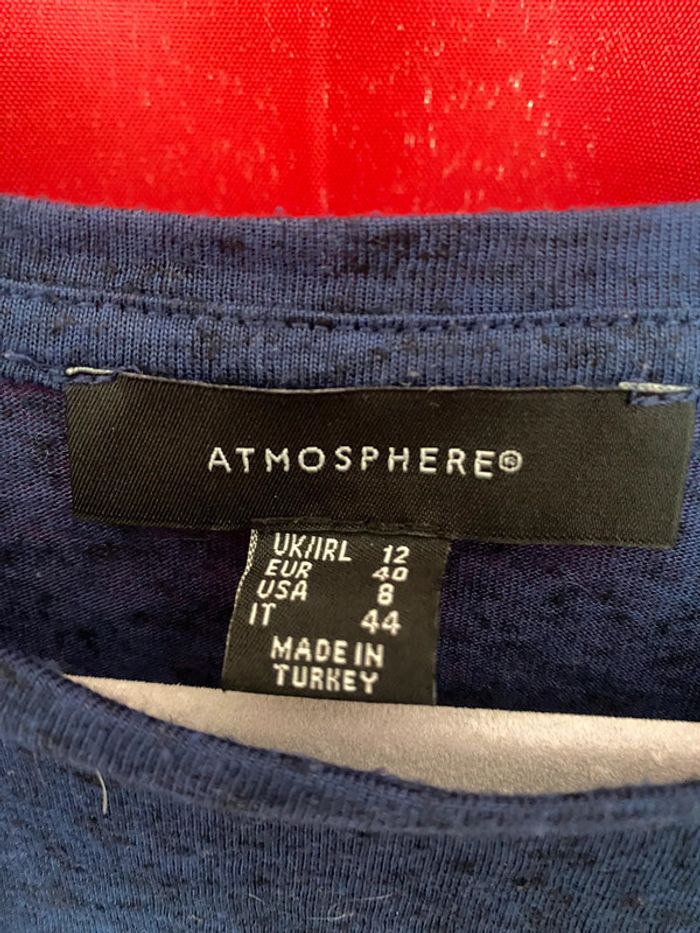 ATMOSPHERE®
UK/IRL 12
EUR 40
USA 8
IT 44
MADE IN
TURKEY